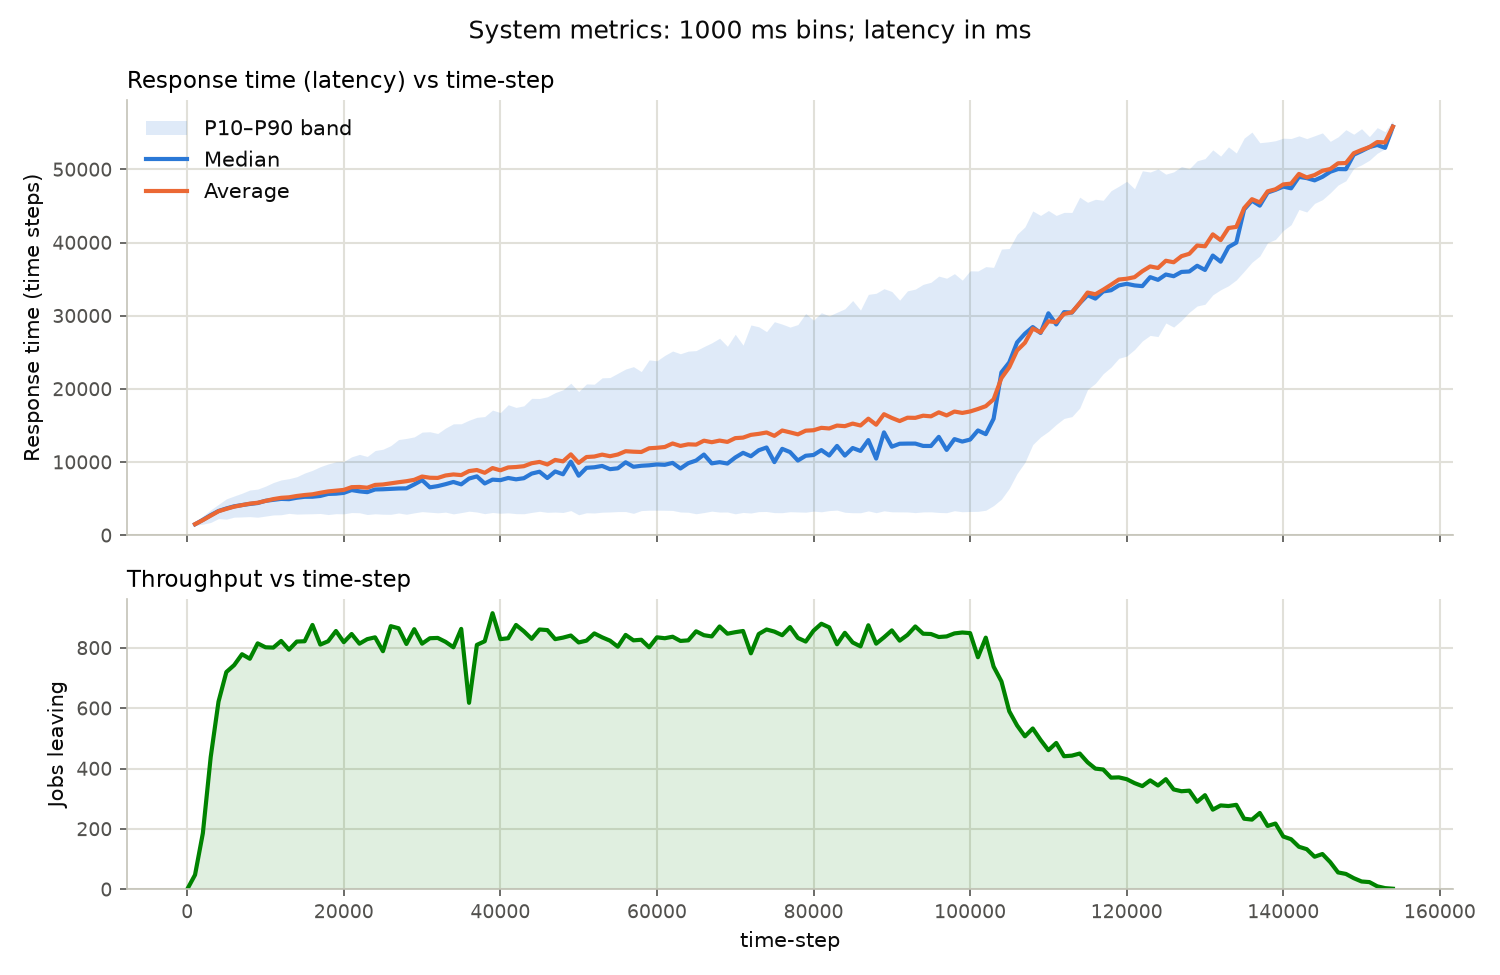 System metrics: 1000 ms bins; latency in ms
Response time (latency) vs time-step
P10–P90 band
Median
Average
Response time (time steps)
50000
40000
30000
20000
10000
0
Throughput vs time-step
Jobs leaving
800
600
400
200
0
0 20000 40000 60000 80000 100000 120000 140000 160000
time-step